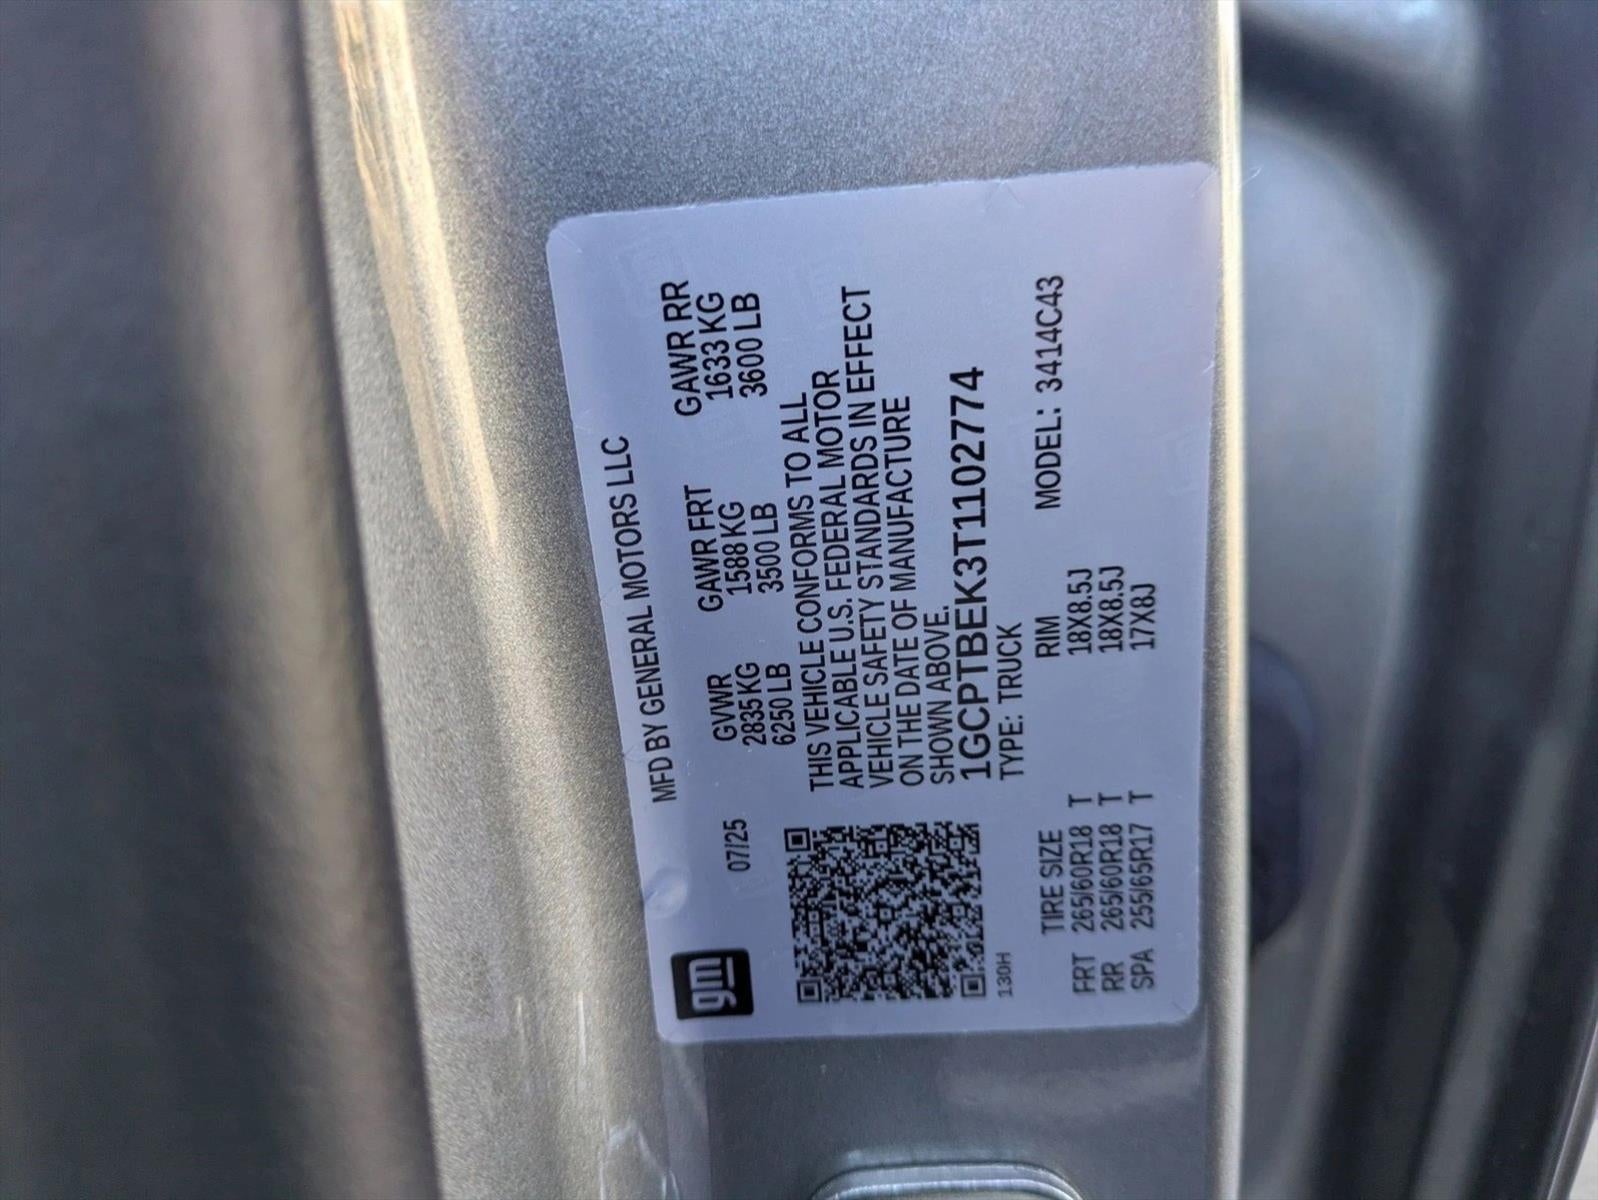 gm
MFD BY GENERAL MOTORS LLC
07/25
GVWR GAWR FRT GAWR RR
2835 KG 1588 KG 1633 KG
6250 LB 3500 LB 3600 LB
THIS VEHICLE CONFORMS TO ALL
APPLICABLE U.S. FEDERAL MOTOR
VEHICLE SAFETY STANDARDS IN EFFECT
ON THE DATE OF MANUFACTURE
SHOWN ABOVE.
1GCPTBEK3T1102774
130H TYPE: TRUCK
TIRE SIZE RIM MODEL: 3414C43
FRT 265/60R18 T 18X8.5J
RR 265/60R18 T 18X8.5J
SPA 255/65R17 T 17X8J